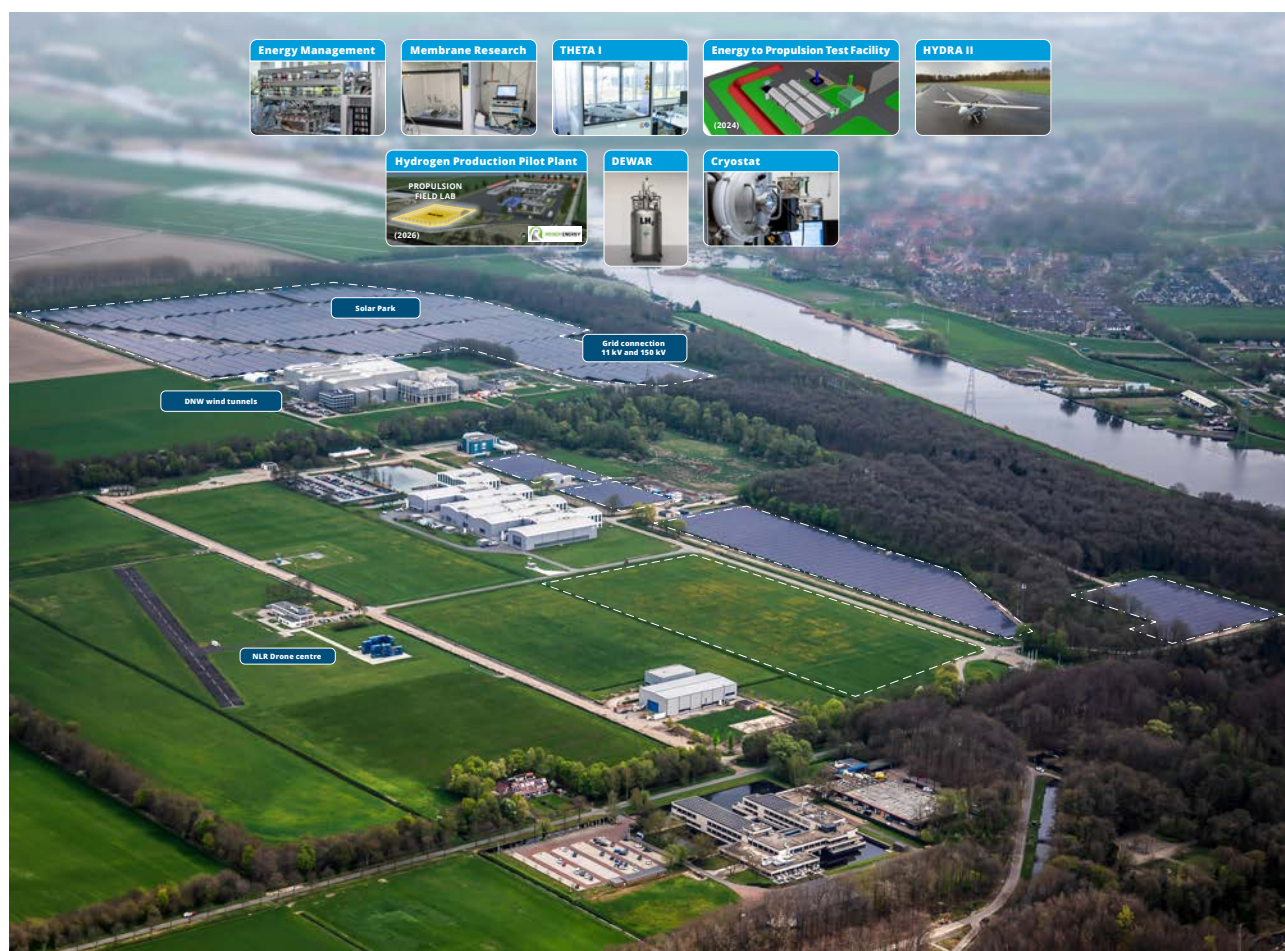 Energy Management
Membrane Research
THETA I
Energy to Propulsion Test Facility
(2024)
HYDRA II
Hydrogen Production Pilot Plant
PROPULSION
FIELD LAB
(2026)
DEWAR
LH₂
Cryostat
Solar Park
Grid connection
11 kV and 150 kV
DNW wind tunnels
NLR Drone centre